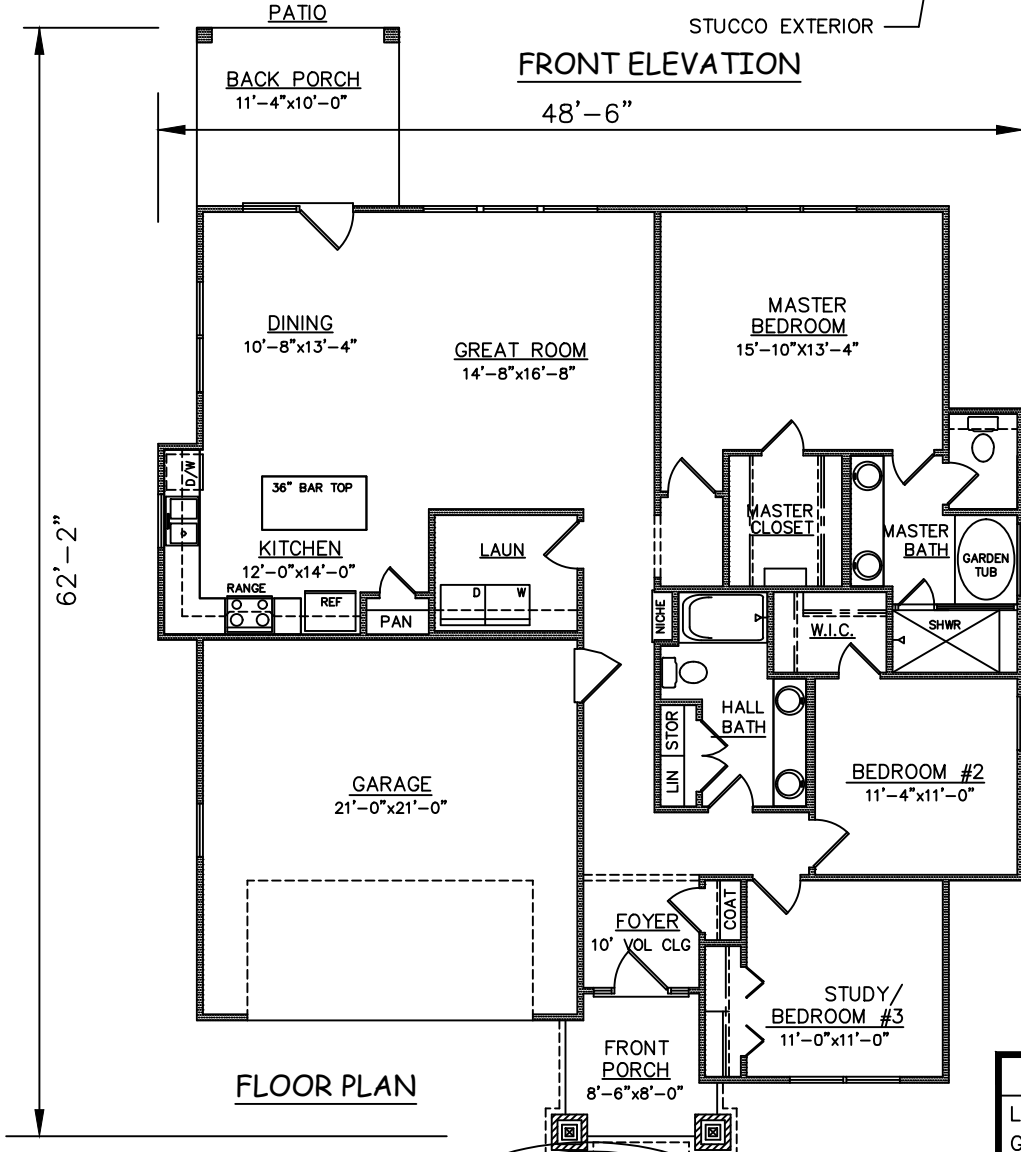 PATIO
STUCCO EXTERIOR
FRONT ELEVATION
BACK PORCH
11'-4"x10'-0"
48'-6"
62'-2"
DINING
10'-8"x13'-4"
GREAT ROOM
14'-8"x16'-8"
MASTER
BEDROOM
15'-10"X13'-4"
D/W
36" BAR TOP
KITCHEN
12'-0"x14'-0"
RANGE
REF
PAN
LAUN
D
W
MASTER
CLOSET
MASTER
BATH
GARDEN
TUB
NICHE
W.I.C.
SHWR
STOR
LIN
HALL
BATH
BEDROOM #2
11'-4"x11'-0"
GARAGE
21'-0"x21'-0"
FOYER
10' VOL CLG
COAT
STUDY/
BEDROOM #3
11'-0"x11'-0"
FRONT
PORCH
8'-6"x8'-0"
FLOOR PLAN
L
G